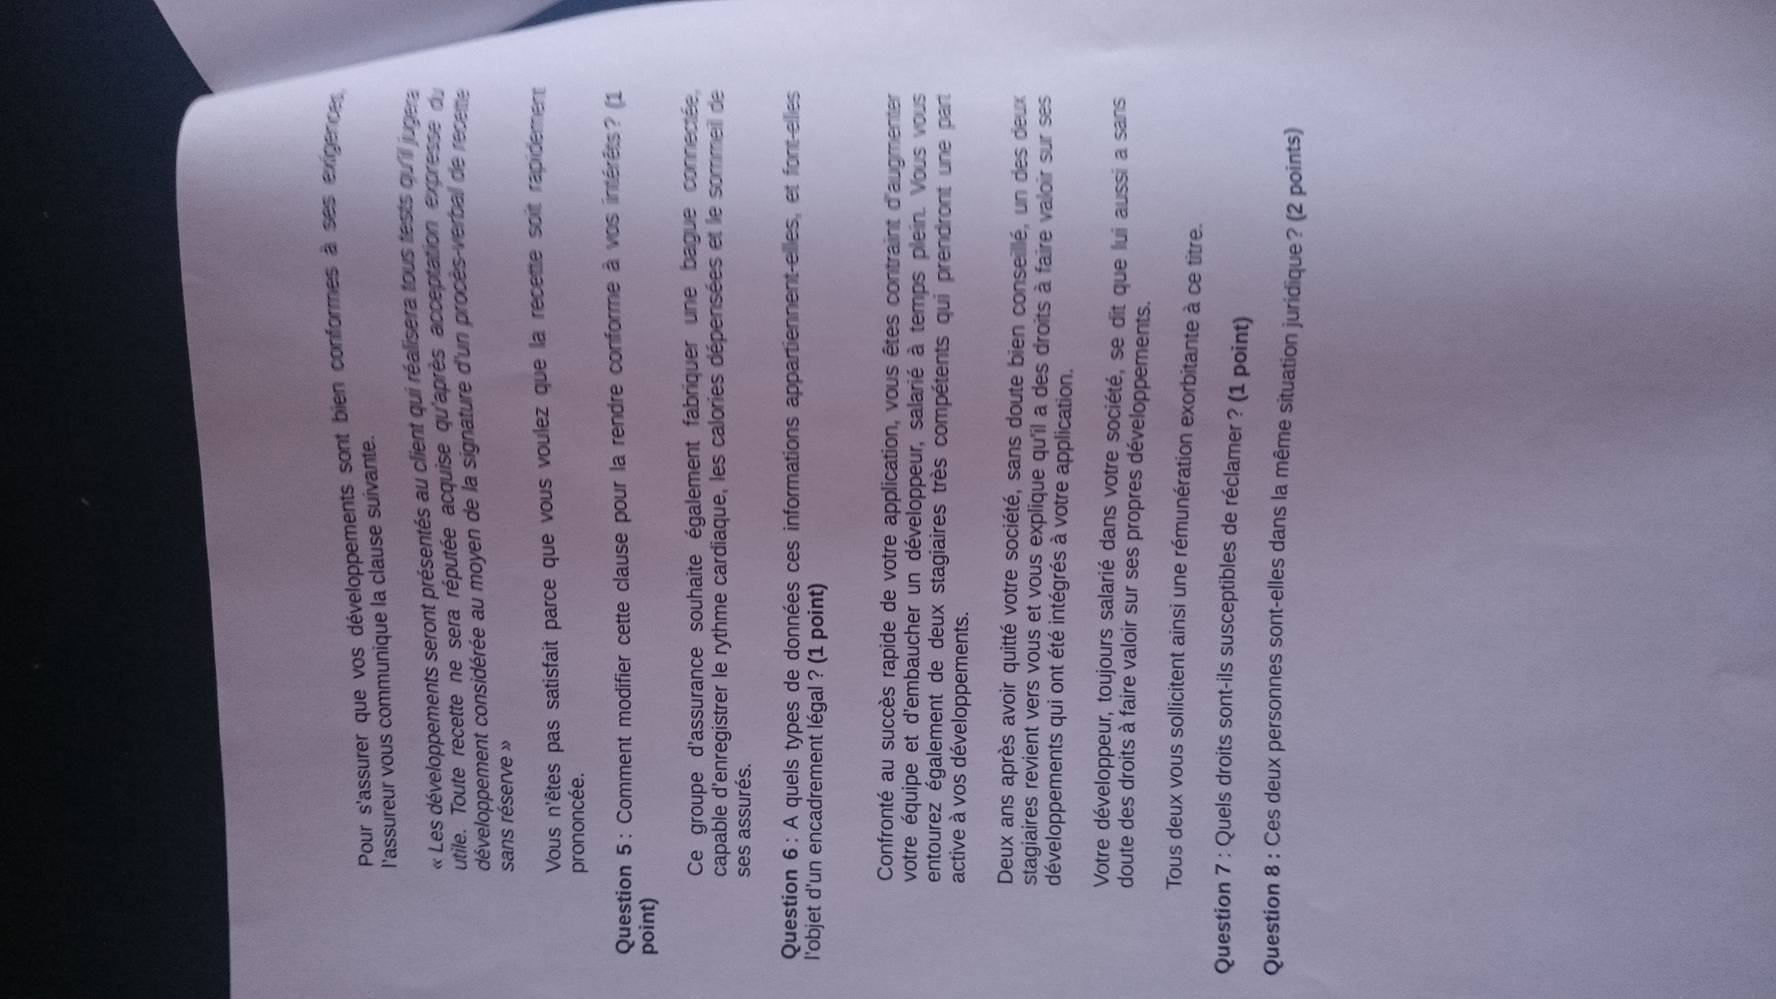 Pour s'assurer que vos développements sont bien conformes à ses exigences,
l'assureur vous communique la clause suivante.
« Les développements seront présentés au client qui réalisera tous tests qu'il jugera
utile. Toute recette ne sera réputée acquise qu'après acceptation expresse du
développement considérée au moyen de la signature d'un procès-verbal de recette
sans réserve »
Vous n'êtes pas satisfait parce que vous voulez que la recette soit rapidement
prononcée.
Question 5 : Comment modifier cette clause pour la rendre conforme à vos intérêts ? (1
point)
Ce groupe d'assurance souhaite également fabriquer une bague connectée,
capable d'enregistrer le rythme cardiaque, les calories dépensées et le sommeil de
ses assurés.
Question 6 : A quels types de données ces informations appartiennent-elles, et font-elles
l'objet d'un encadrement légal ? (1 point)
Confronté au succès rapide de votre application, vous êtes contraint d'augmenter
votre équipe et d'embaucher un développeur, salarié à temps plein. Vous vous
entourez également de deux stagiaires très compétents qui prendront une part
active à vos développements.
Deux ans après avoir quitté votre société, sans doute bien conseillé, un des deux
stagiaires revient vers vous et vous explique qu'il a des droits à faire valoir sur ses
développements qui ont été intégrés à votre application.
Votre développeur, toujours salarié dans votre société, se dit que lui aussi a sans
doute des droits à faire valoir sur ses propres développements.
Tous deux vous sollicitent ainsi une rémunération exorbitante à ce titre.
Question 7 : Quels droits sont-ils susceptibles de réclamer ? (1 point)
Question 8 : Ces deux personnes sont-elles dans la même situation juridique ? (2 points)